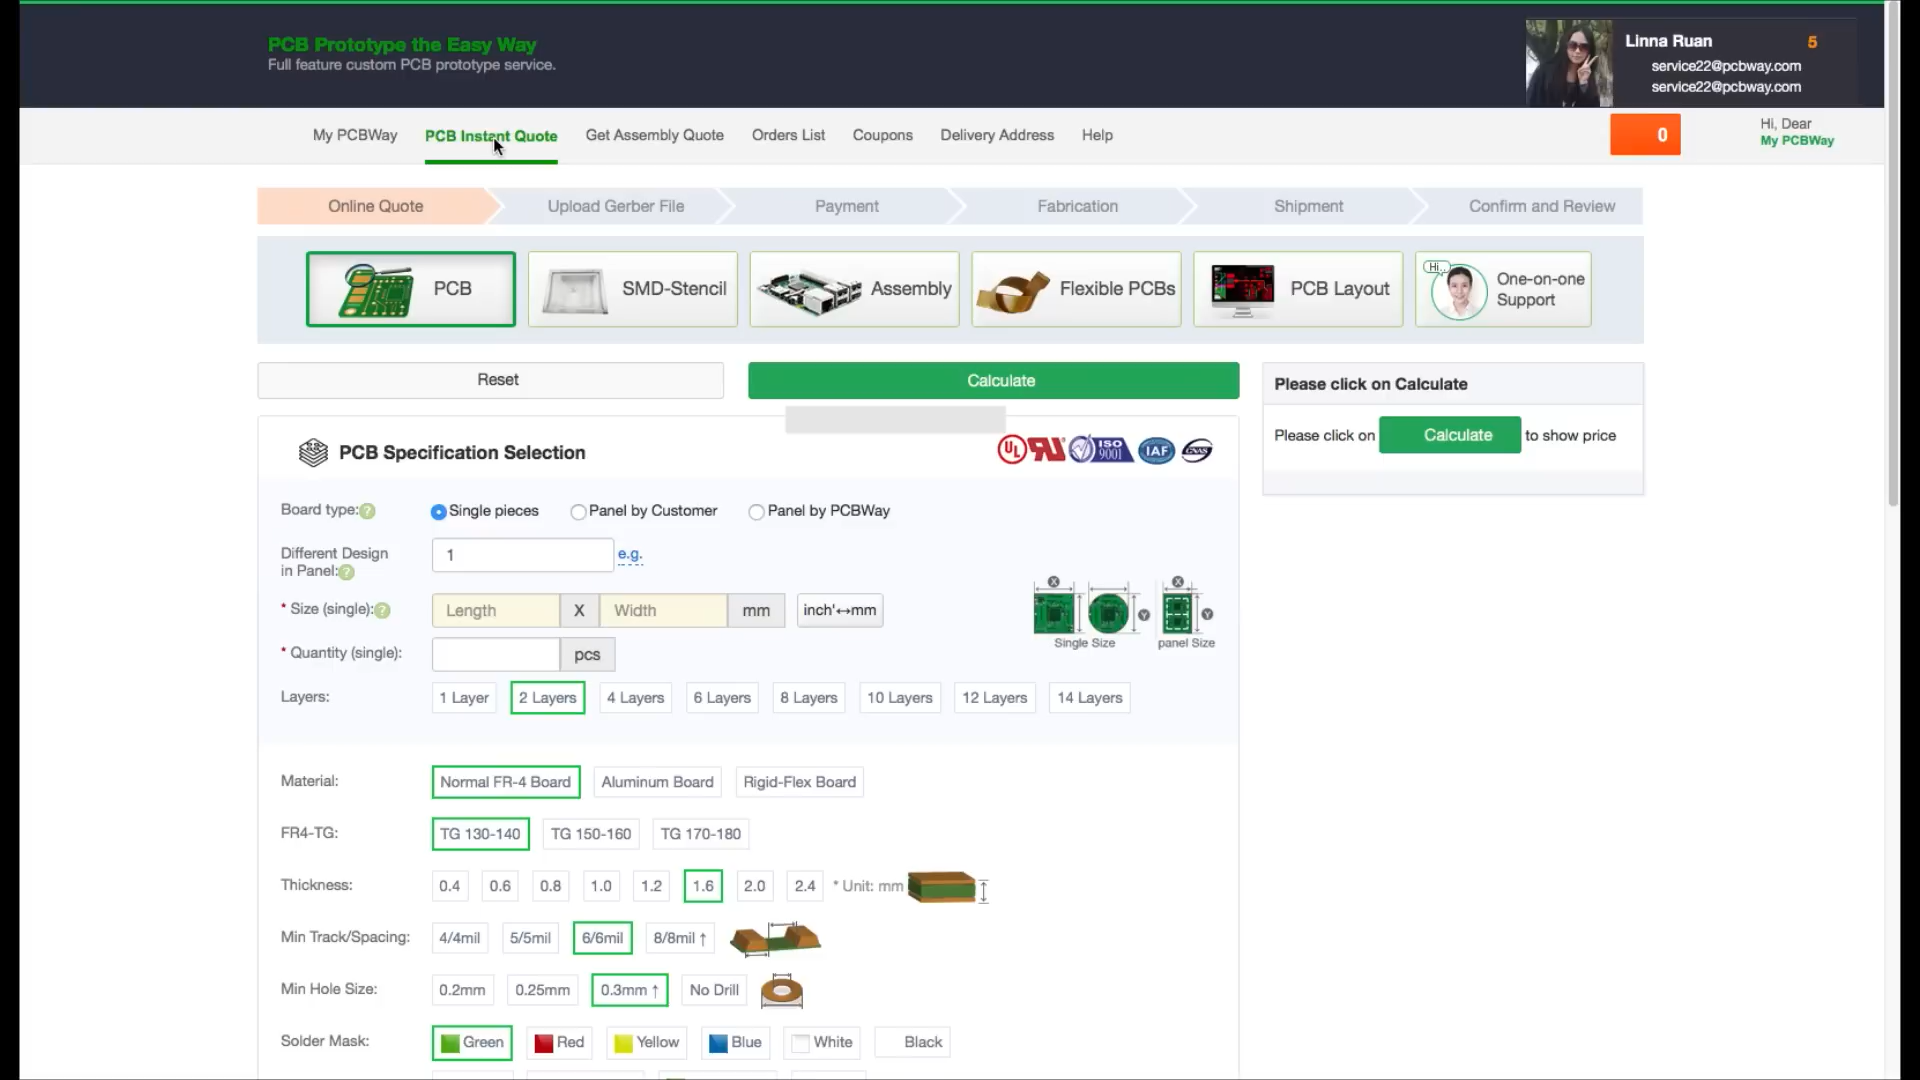 PCB Prototype the Easy Way
Full feature custom PCB prototype service.
Linna Ruan 5
service22@pcbway.com
service22@pcbway.com
My PCBWay PCB Instant Quote Get Assembly Quote Orders List Coupons Delivery Address Help
0
Hi, Dear
My PCBWay
Online Quote Upload Gerber File Payment Fabrication Shipment Confirm and Review
PCB SMD-Stencil Assembly Flexible PCBs PCB Layout
Hi..
One-on-one
Support
Reset Calculate
Please click on Calculate
Please click on Calculate to show price
PCB Specification Selection
UL ISO 9001 IAF CNAS
Board type:? Single pieces Panel by Customer Panel by PCBWay
Different Design
in Panel:? 1 e.g.
* Size (single):? Length X Width mm inch'↔mm
X X
Y Y
Single Size panel Size
* Quantity (single): pcs
Layers: 1 Layer 2 Layers 4 Layers 6 Layers 8 Layers 10 Layers 12 Layers 14 Layers
Material: Normal FR-4 Board Aluminum Board Rigid-Flex Board
FR4-TG: TG 130-140 TG 150-160 TG 170-180
Thickness: 0.4 0.6 0.8 1.0 1.2 1.6 2.0 2.4 * Unit: mm
Min Track/Spacing: 4/4mil 5/5mil 6/6mil 8/8mil ↑
Min Hole Size: 0.2mm 0.25mm 0.3mm ↑ No Drill
Solder Mask: Green Red Yellow Blue White Black